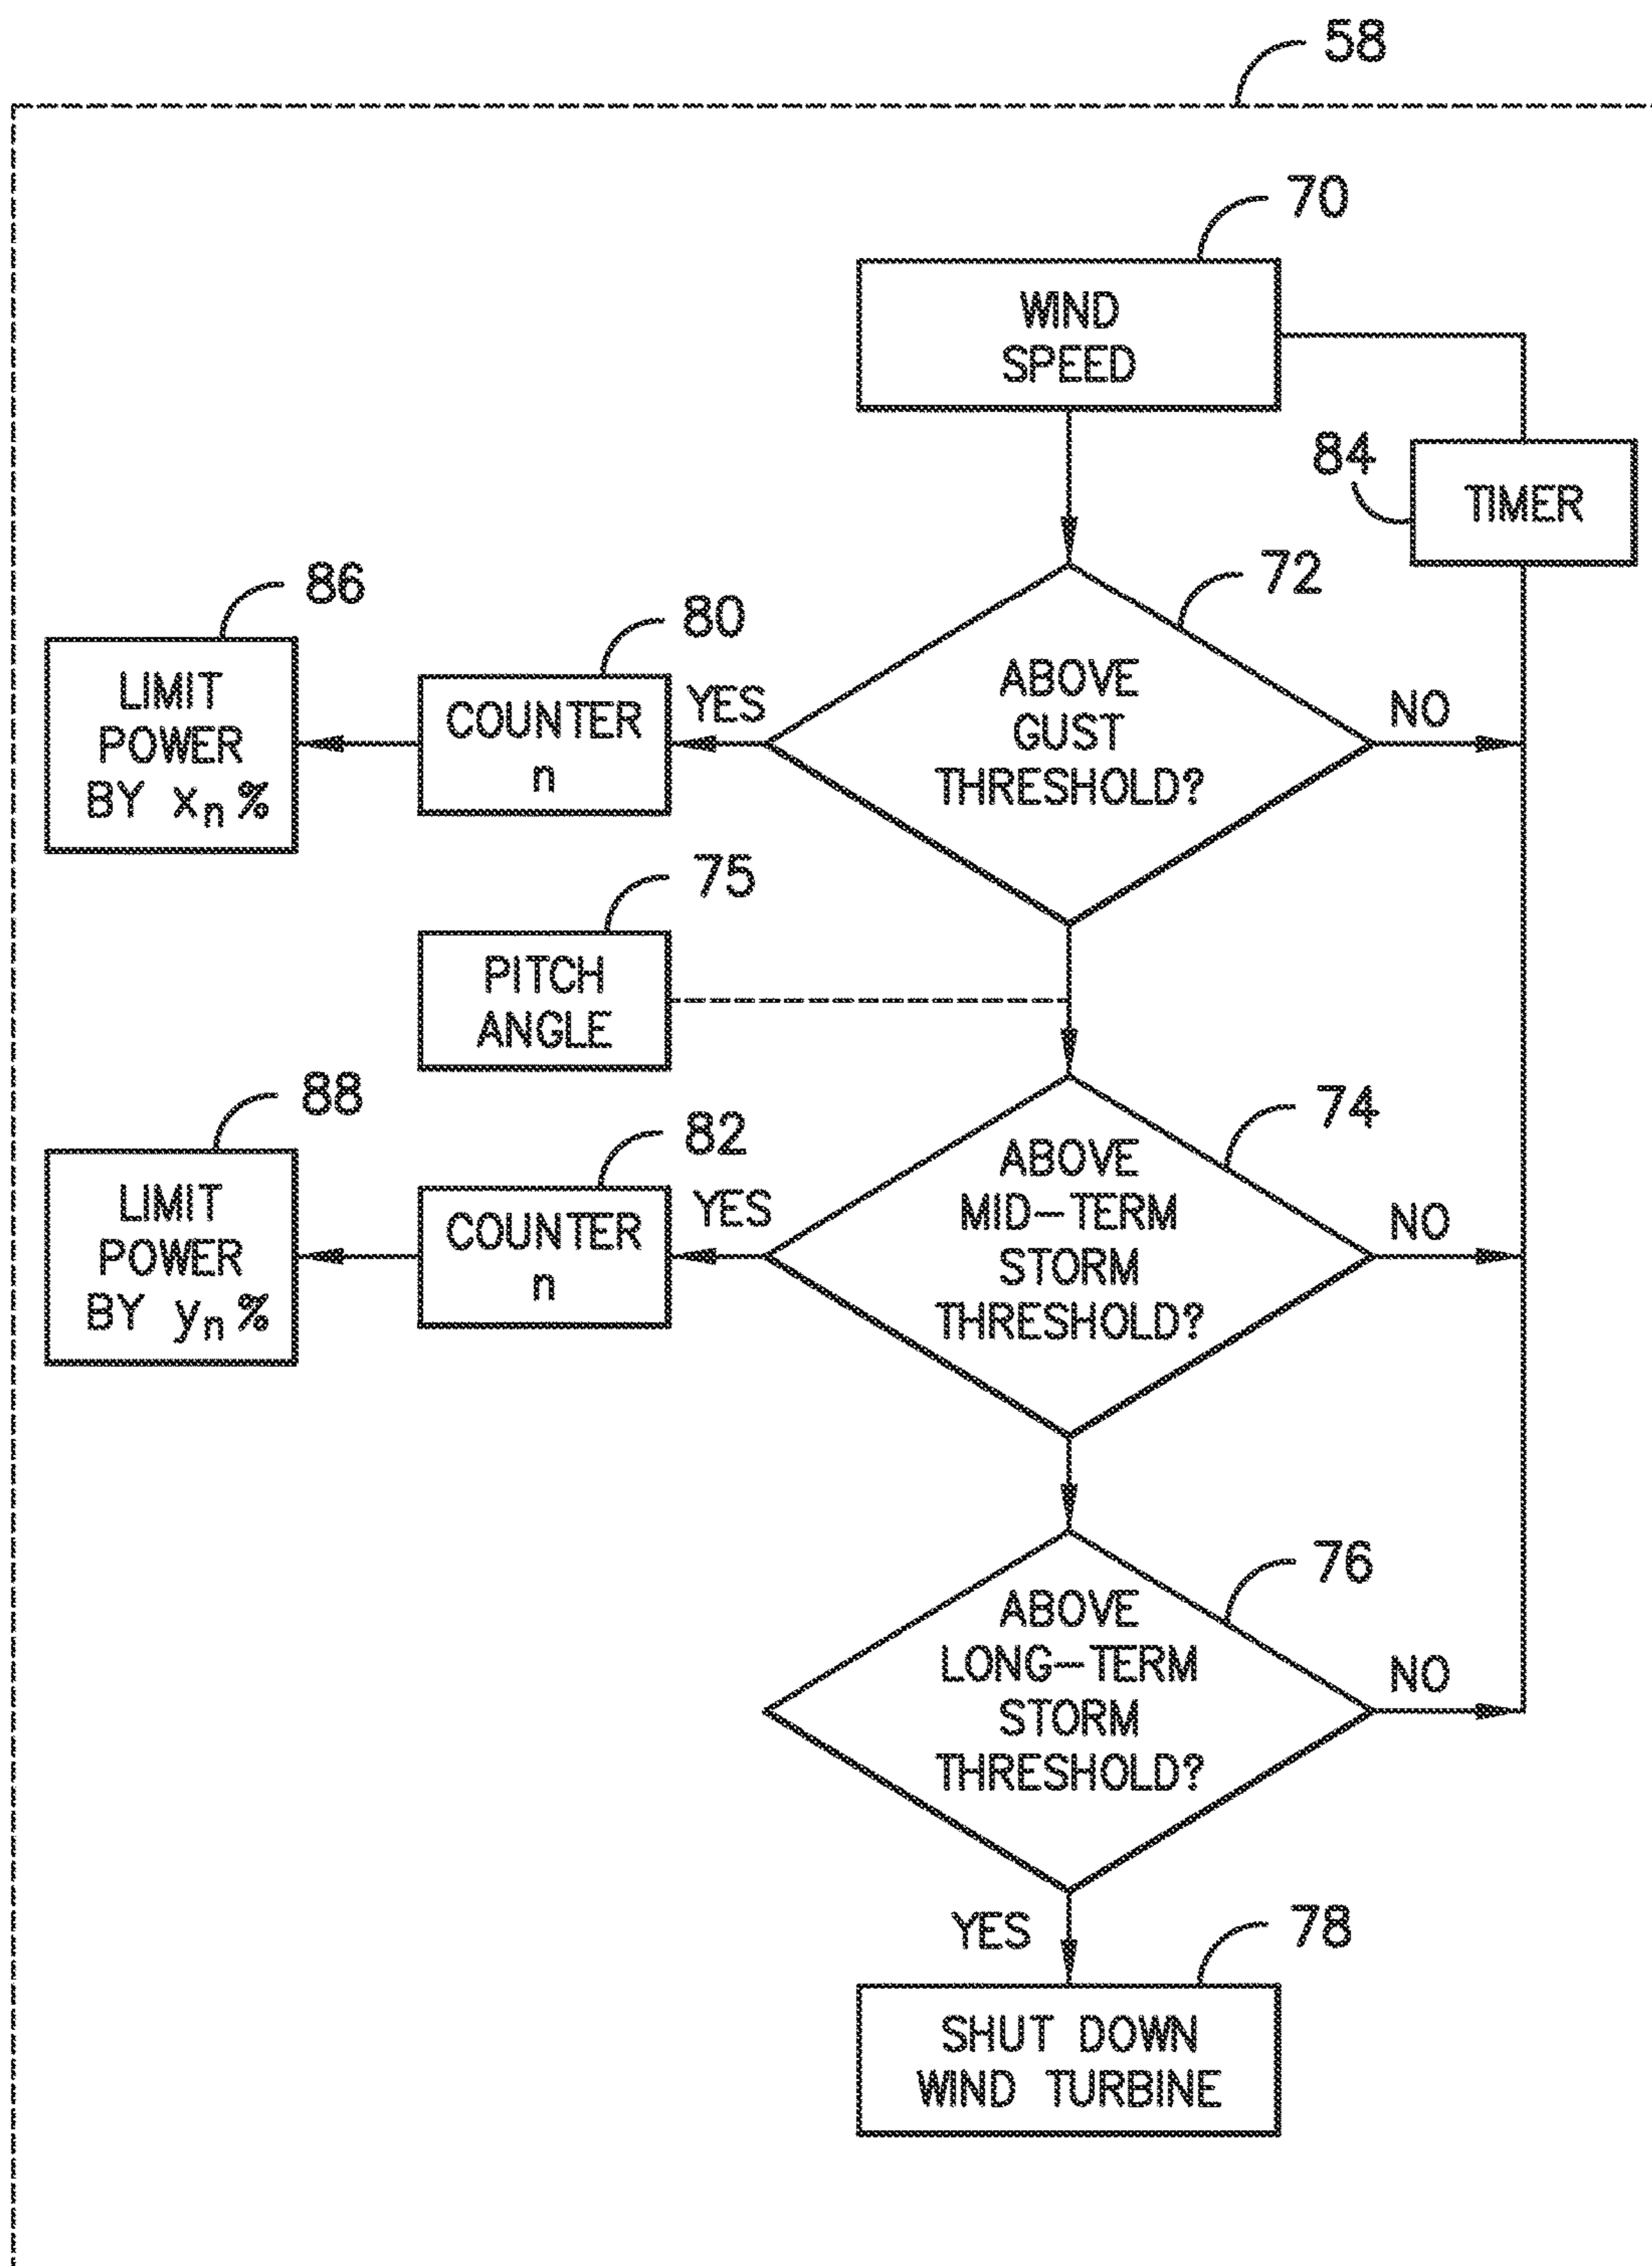 58
70
WIND
SPEED
84
TIMER
72
ABOVE
GUST
THRESHOLD?
NO
YES
80
COUNTER
n
86
LIMIT
POWER
BY xn %
75
PITCH
ANGLE
74
ABOVE
MID-TERM
STORM
THRESHOLD?
NO
YES
82
COUNTER
n
88
LIMIT
POWER
BY yn %
76
ABOVE
LONG-TERM
STORM
THRESHOLD?
NO
YES
78
SHUT DOWN
WIND TURBINE